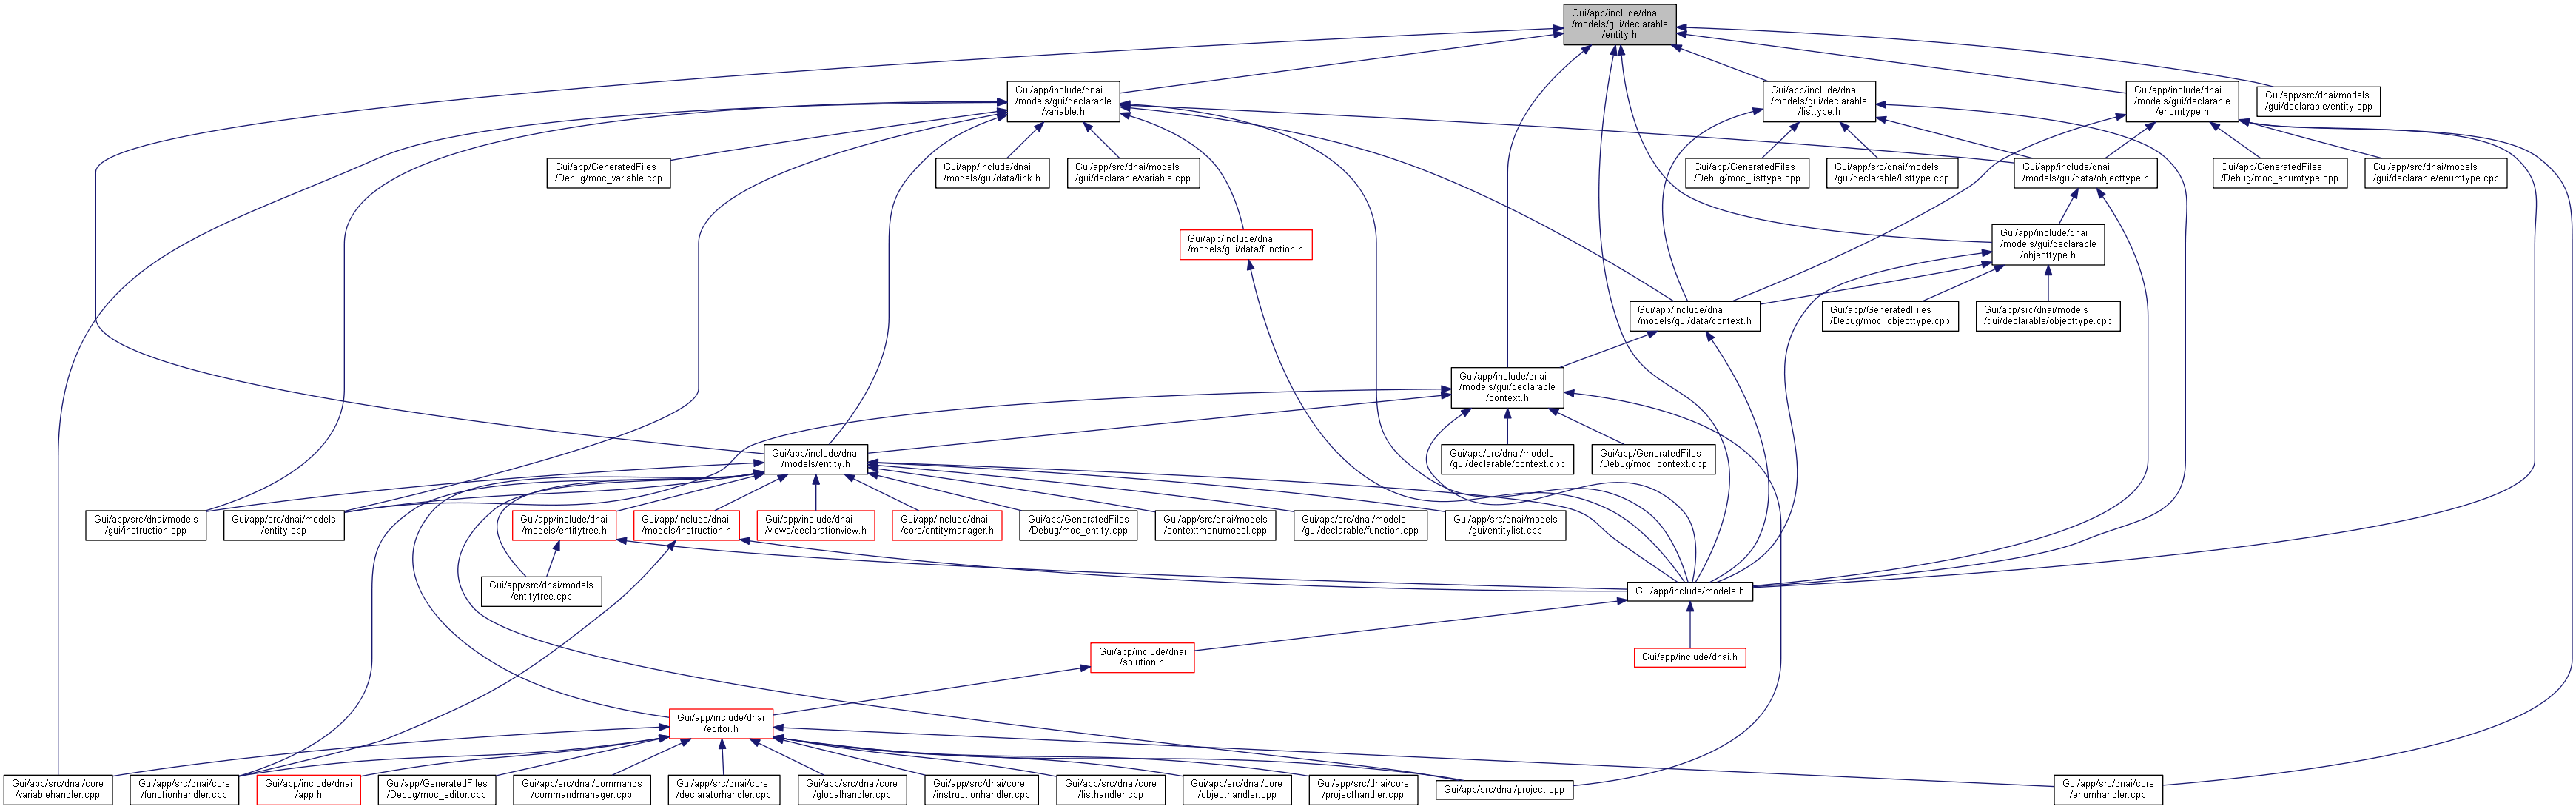 Gui/app/include/dnai
/models/gui/declarable
/entity.h
Gui/app/include/dnai
/models/gui/declarable
/variable.h
Gui/app/include/dnai
/models/gui/declarable
/listtype.h
Gui/app/include/dnai
/models/gui/declarable
/enumtype.h
Gui/app/src/dnai/models
/gui/declarable/entity.cpp
Gui/app/GeneratedFiles
/Debug/moc_variable.cpp
Gui/app/include/dnai
/models/gui/data/link.h
Gui/app/src/dnai/models
/gui/declarable/variable.cpp
Gui/app/GeneratedFiles
/Debug/moc_listtype.cpp
Gui/app/src/dnai/models
/gui/declarable/listtype.cpp
Gui/app/include/dnai
/models/gui/data/objecttype.h
Gui/app/GeneratedFiles
/Debug/moc_enumtype.cpp
Gui/app/src/dnai/models
/gui/declarable/enumtype.cpp
Gui/app/include/dnai
/models/gui/data/function.h
Gui/app/include/dnai
/models/gui/declarable
/objecttype.h
Gui/app/include/dnai
/models/gui/data/context.h
Gui/app/GeneratedFiles
/Debug/moc_objecttype.cpp
Gui/app/src/dnai/models
/gui/declarable/objecttype.cpp
Gui/app/include/dnai
/models/gui/declarable
/context.h
Gui/app/include/dnai
/models/entity.h
Gui/app/src/dnai/models
/gui/declarable/context.cpp
Gui/app/GeneratedFiles
/Debug/moc_context.cpp
Gui/app/src/dnai/models
/gui/instruction.cpp
Gui/app/src/dnai/models
/entity.cpp
Gui/app/include/dnai
/models/entitytree.h
Gui/app/include/dnai
/models/instruction.h
Gui/app/include/dnai
/views/declarationview.h
Gui/app/include/dnai
/core/entitymanager.h
Gui/app/GeneratedFiles
/Debug/moc_entity.cpp
Gui/app/src/dnai/models
/contextmenumodel.cpp
Gui/app/src/dnai/models
/gui/declarable/function.cpp
Gui/app/src/dnai/models
/gui/entitylist.cpp
Gui/app/src/dnai/models
/entitytree.cpp
Gui/app/include/models.h
Gui/app/include/dnai
/solution.h
Gui/app/include/dnai.h
Gui/app/include/dnai
/editor.h
Gui/app/src/dnai/core
/variablehandler.cpp
Gui/app/src/dnai/core
/functionhandler.cpp
Gui/app/include/dnai
/app.h
Gui/app/GeneratedFiles
/Debug/moc_editor.cpp
Gui/app/src/dnai/commands
/commandmanager.cpp
Gui/app/src/dnai/core
/declaratorhandler.cpp
Gui/app/src/dnai/core
/globalhandler.cpp
Gui/app/src/dnai/core
/instructionhandler.cpp
Gui/app/src/dnai/core
/listhandler.cpp
Gui/app/src/dnai/core
/objecthandler.cpp
Gui/app/src/dnai/core
/projecthandler.cpp
Gui/app/src/dnai/project.cpp
Gui/app/src/dnai/core
/enumhandler.cpp